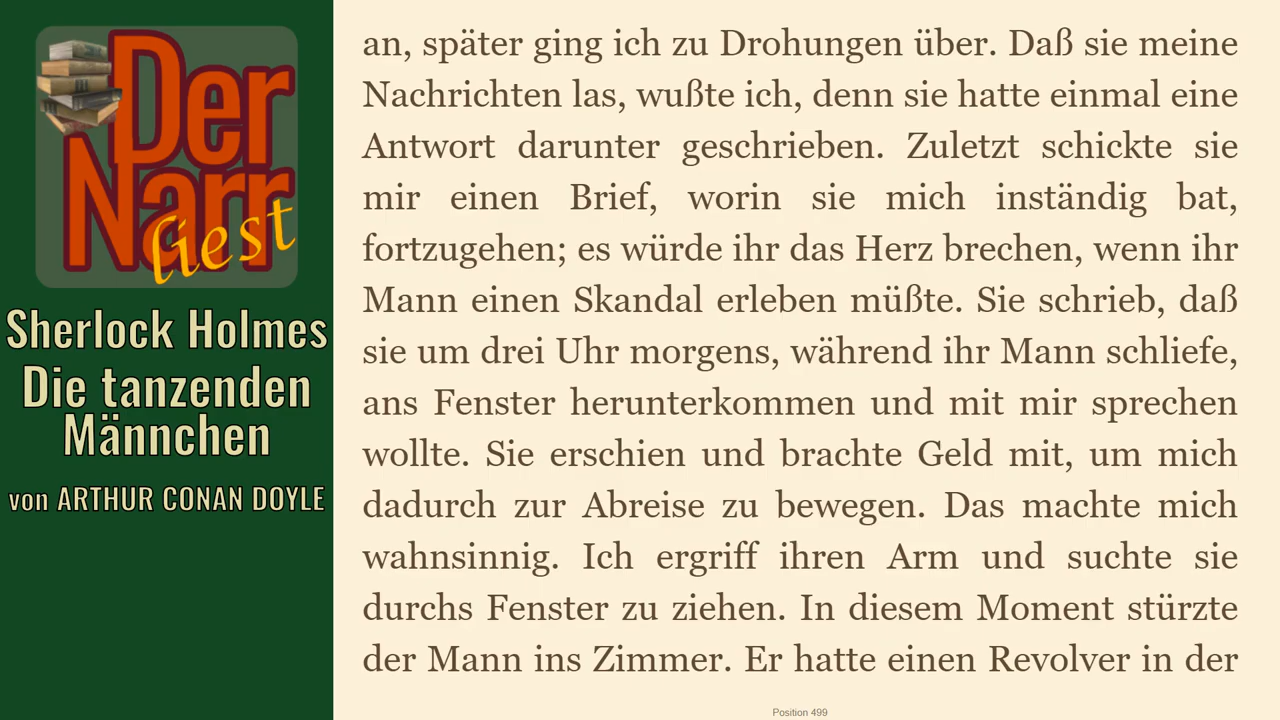 Der
Narr
liest
Sherlock Holmes
Die tanzenden
Männchen
von ARTHUR CONAN DOYLE
an, später ging ich zu Drohungen über. Daß sie meine
Nachrichten las, wußte ich, denn sie hatte einmal eine
Antwort darunter geschrieben. Zuletzt schickte sie
mir einen Brief, worin sie mich inständig bat,
fortzugehen; es würde ihr das Herz brechen, wenn ihr
Mann einen Skandal erleben müßte. Sie schrieb, daß
sie um drei Uhr morgens, während ihr Mann schliefe,
ans Fenster herunterkommen und mit mir sprechen
wollte. Sie erschien und brachte Geld mit, um mich
dadurch zur Abreise zu bewegen. Das machte mich
wahnsinnig. Ich ergriff ihren Arm und suchte sie
durchs Fenster zu ziehen. In diesem Moment stürzte
der Mann ins Zimmer. Er hatte einen Revolver in der
Position 499